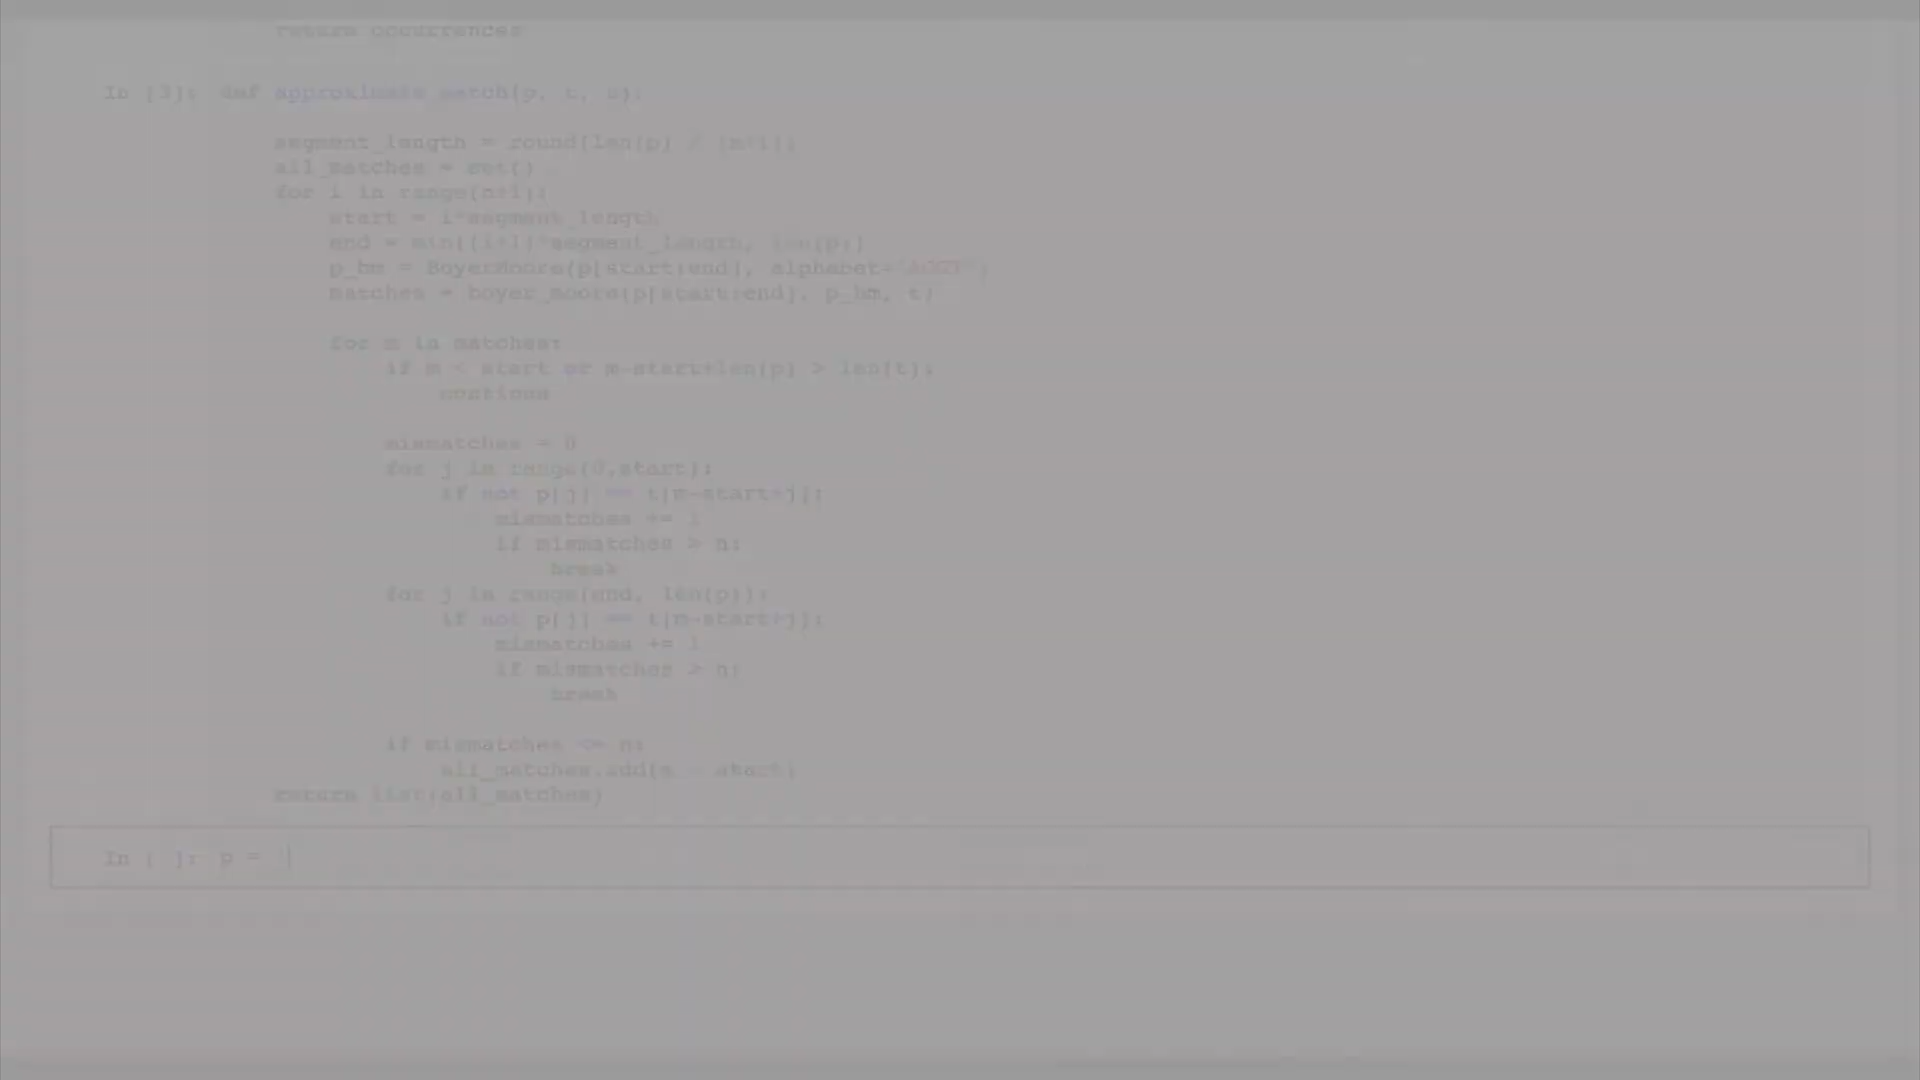 return occurrences
In [3]: def approximate_match(p, t, n):
segment_length = round(len(p) / (n+1))
all_matches = set()
for i in range(n+1):
start = i*segment_length
end = min((i+1)*segment_length, len(p))
p_bm = BoyerMoore(p[start:end], alphabet='ACGT')
matches = boyer_moore(p[start:end], p_bm, t)
for m in matches:
if m < start or m-start+len(p) > len(t):
continue
mismatches = 0
for j in range(0,start):
if not p[j] == t[m-start+j]:
mismatches += 1
if mismatches > n:
break
for j in range(end, len(p)):
if not p[j] == t[m-start+j]:
mismatches += 1
if mismatches > n:
break
if mismatches <= n:
all_matches.add(m - start)
return list(all_matches)
In [ ]: p =